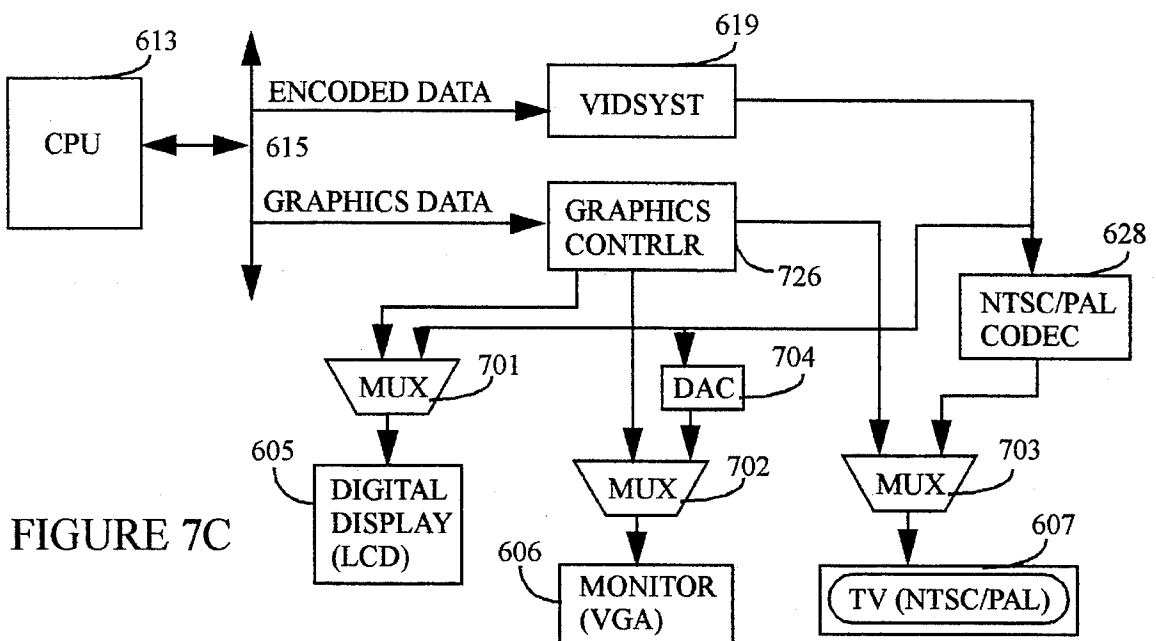 613
619
CPU
ENCODED DATA
VIDSYST
615
GRAPHICS DATA
GRAPHICS
CONTRLR
726
628
NTSC/PAL
CODEC
MUX
701
DAC
704
605
DIGITAL
DISPLAY
(LCD)
MUX
702
MUX
703
FIGURE 7C
606
MONITOR
(VGA)
607
TV (NTSC/PAL)